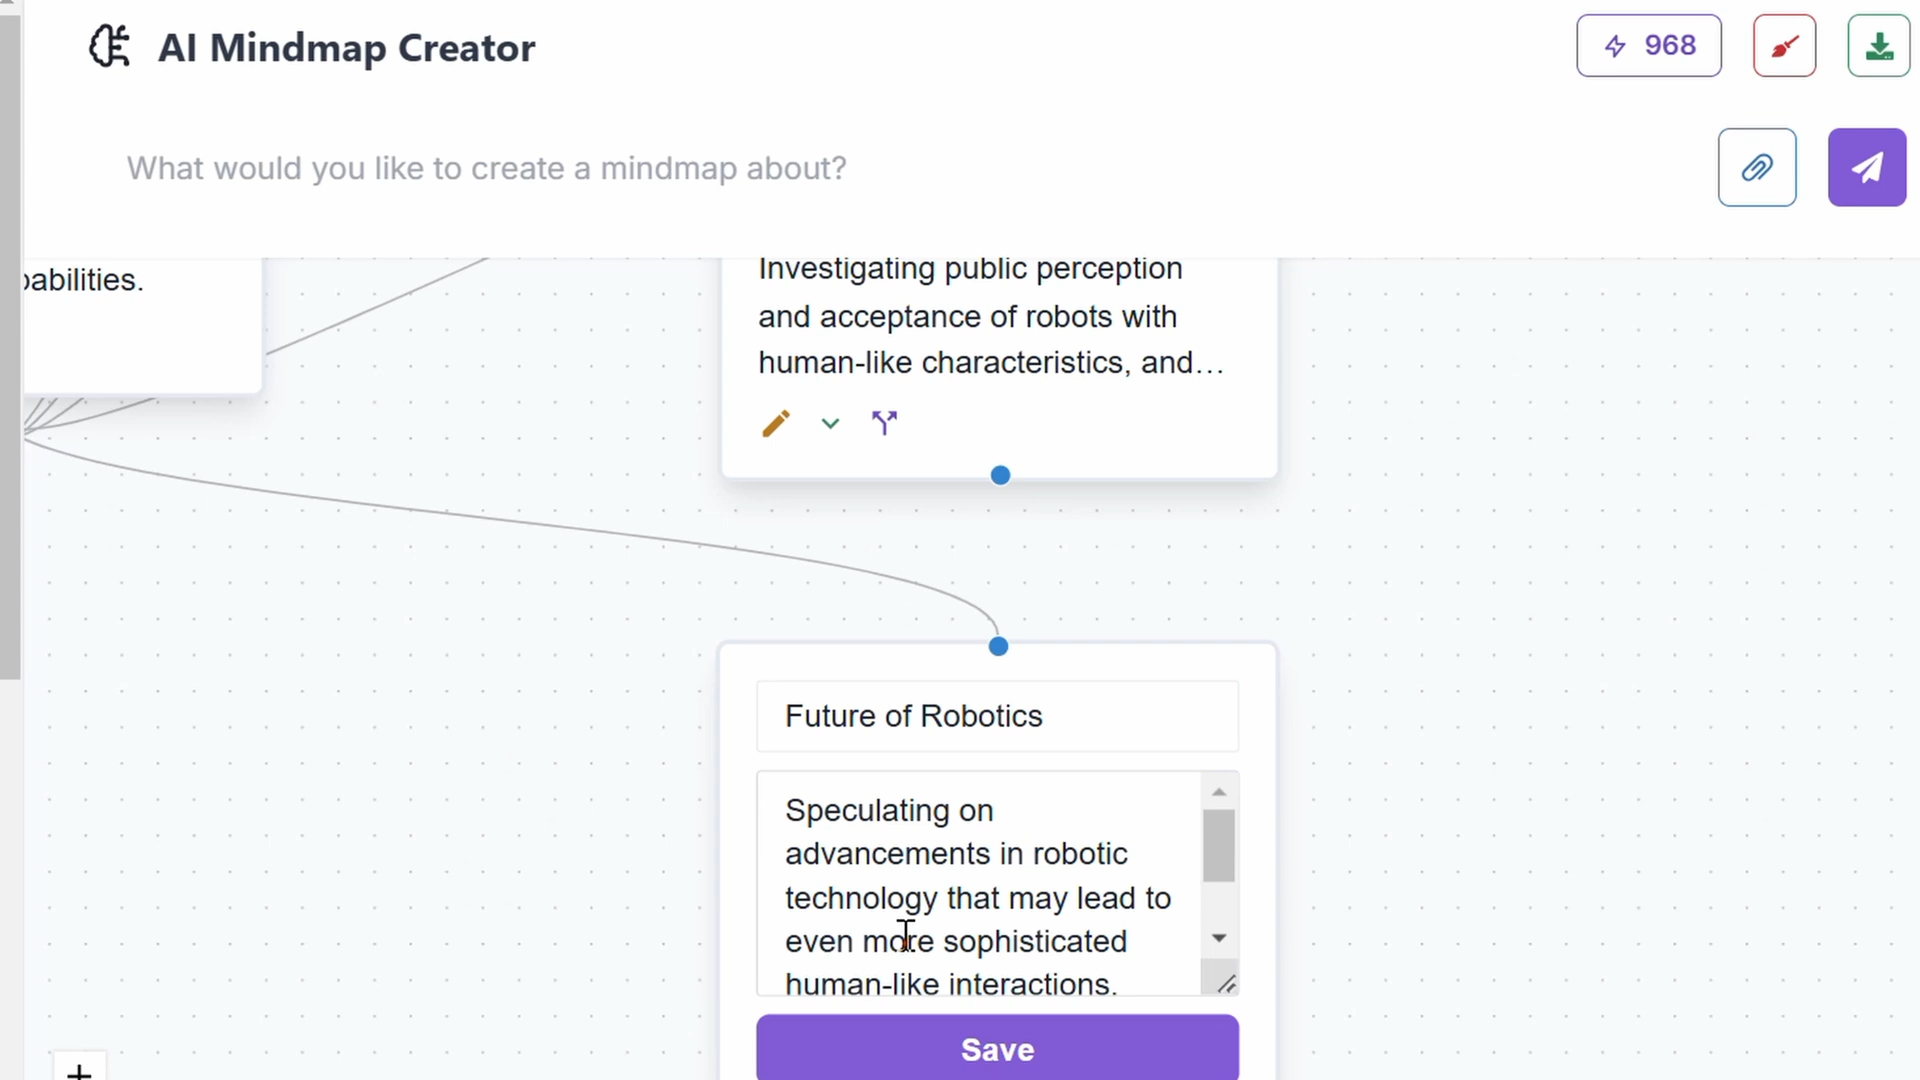 AI Mindmap Creator
968
What would you like to create a mindmap about?
pabilities.
Investigating public perception
and acceptance of robots with
human-like characteristics, and...
Future of Robotics
Speculating on
advancements in robotic
technology that may lead to
even more sophisticated
human-like interactions.
Save
+